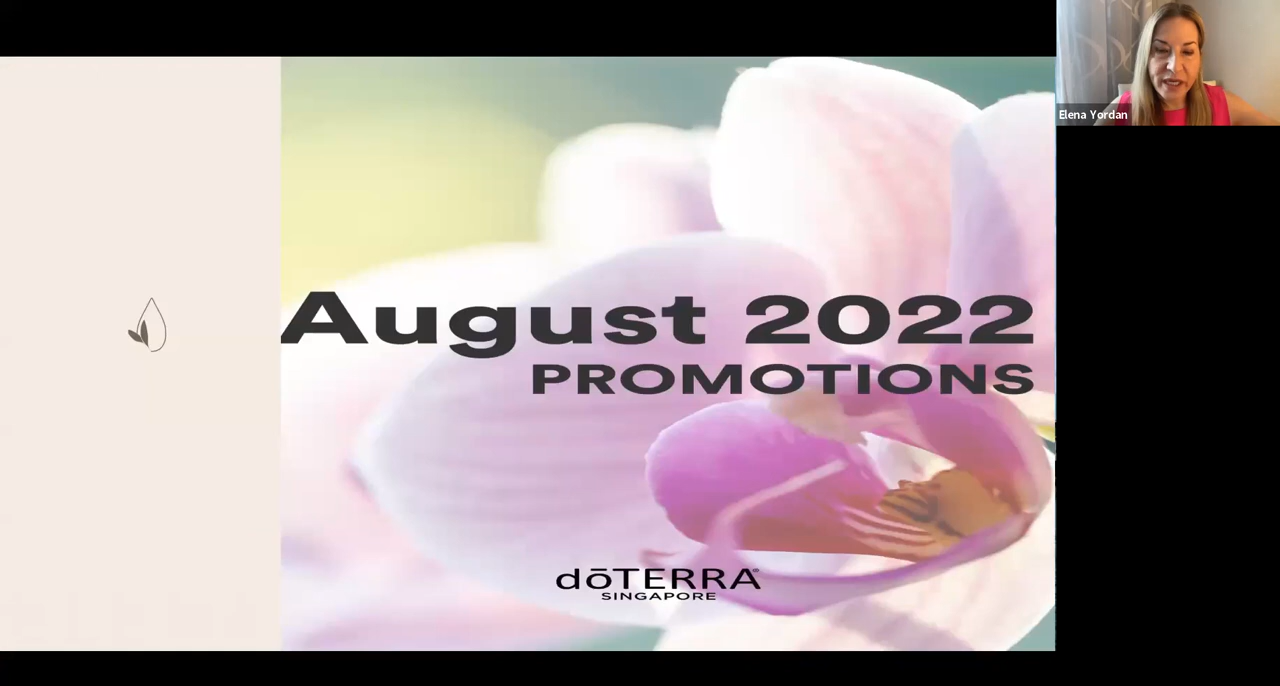 Elena Yordan
August 2022
PROMOTIONS
dōTERRA®
SINGAPORE